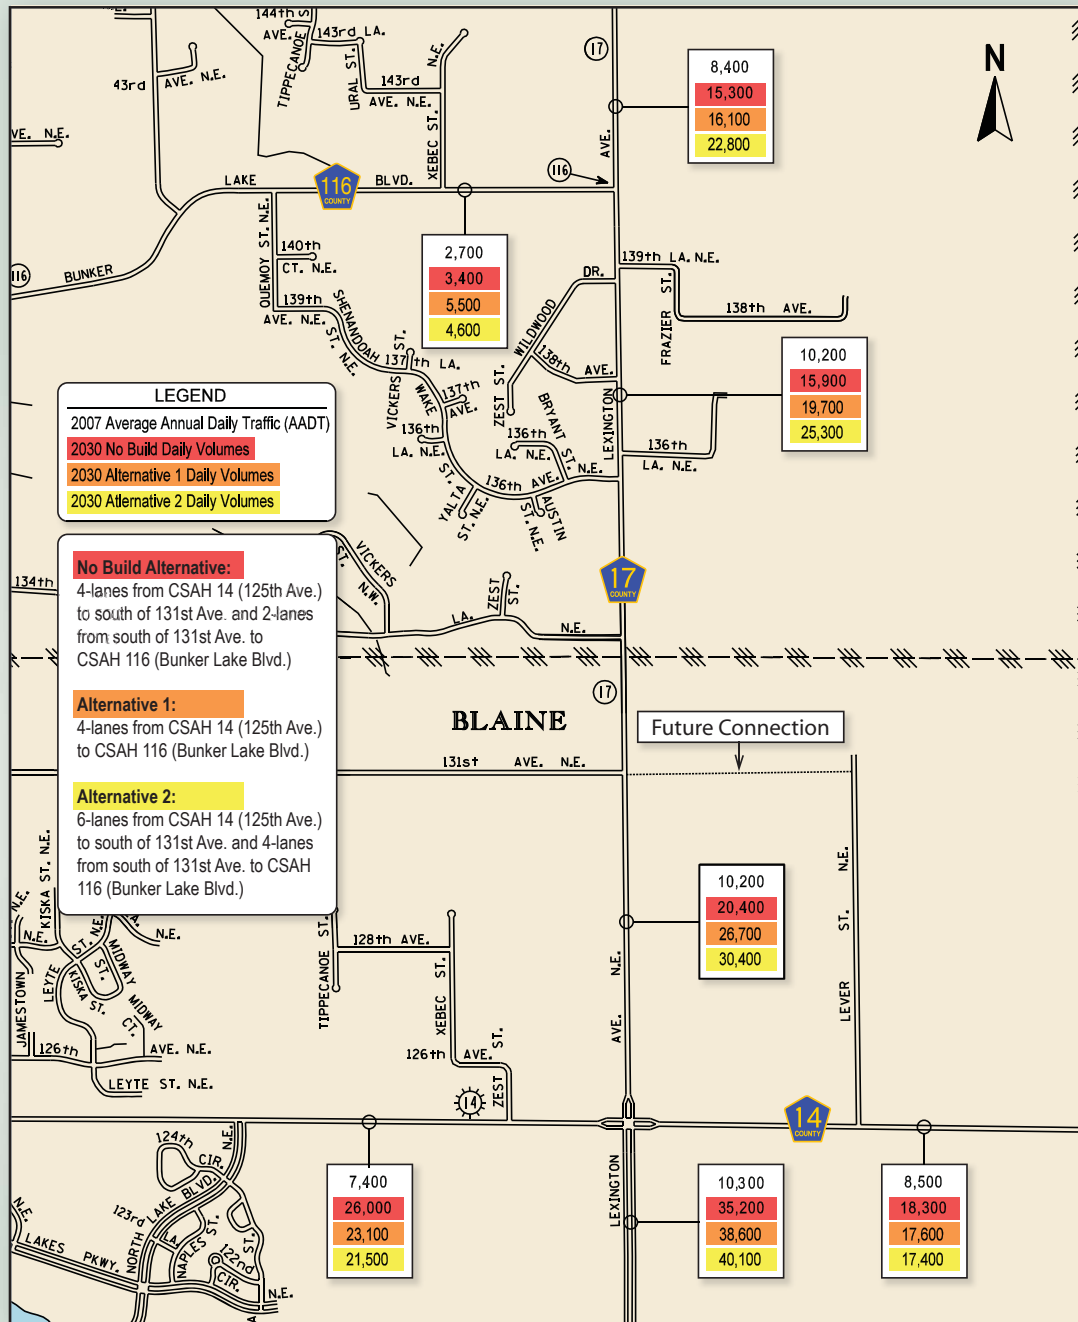 144th
AVE.
TIPPECANOE
S
143rd LA.
URAL ST.
143rd
AVE. N.E.
N.E.
XEBEC ST.
43rd
AVE. N.E.
VE. N.E.
17
AVE.
8,400
15,300
16,100
22,800
N
116
LAKE
116
COUNTY
BLVD.
BUNKER
116
2,700
3,400
5,500
4,600
QUEMOY ST. N.E.
140th
CT. N.E.
139th
AVE. N.E.
SHENANDOAH
ST. N.E.
DR.
WILDWOOD
139th LA. N.E.
FRAZIER ST.
138th AVE.
10,200
15,900
19,700
25,300
137th LA.
VICKERS ST.
WAKE
137th
AVE.
ZEST ST.
138th
AVE.
BRYANT ST.
LEXINGTON
136th
LA. N.E.
136th
LA. N.E.
136th
LA. N.E.
136th AVE.
N.E.
ST.
YALTA
ST. N.E.
AUSTIN
ST. N.E.
LEGEND
2007 Average Annual Daily Traffic (AADT)
2030 No Build Daily Volumes
2030 Alternative 1 Daily Volumes
2030 Atlernative 2 Daily Volumes
No Build Alternative:
4-lanes from CSAH 14 (125th Ave.)
to south of 131st Ave. and 2-lanes
from south of 131st Ave. to
CSAH 116 (Bunker Lake Blvd.)
Alternative 1:
4-lanes from CSAH 14 (125th Ave.)
to CSAH 116 (Bunker Lake Blvd.)
Alternative 2:
6-lanes from CSAH 14 (125th Ave.)
to south of 131st Ave. and 4-lanes
from south of 131st Ave. to CSAH
116 (Bunker Lake Blvd.)
134th
ST.
VICKERS
N.W.
LA.
ZEST
ST.
N.E.
17
COUNTY
17
BLAINE
Future Connection
131st AVE. N.E.
10,200
20,400
26,700
30,400
N.E.
AVE.
LEVER ST. N.E.
KISKA ST. N.E.
N.E.
N.E.
ST. N.E.
A.
N.E.
LEYTE
KISKA ST.
MIDWAY
ST.
MIDWAY
CT.
JAMESTOWN
126th
AVE. N.E.
LEYTE ST. N.E.
TIPPECANOE ST.
128th AVE.
XEBEC ST.
126th AVE.
ZEST ST.
14
14
COUNTY
124th
CIR.
N.E.
123rd
LAKE BLVD.
NORTH
LA.
NAPLES ST.
122nd
CIR.
ST.
N.E.
N.E.
LAKES PKWY.
A
7,400
26,000
23,100
21,500
LEXINGTON
10,300
35,200
38,600
40,100
8,500
18,300
17,600
17,400